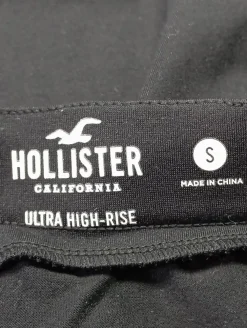 HOLLISTER
CALIFORNIA
ULTRA HIGH-RISE
S
MADE IN CHINA